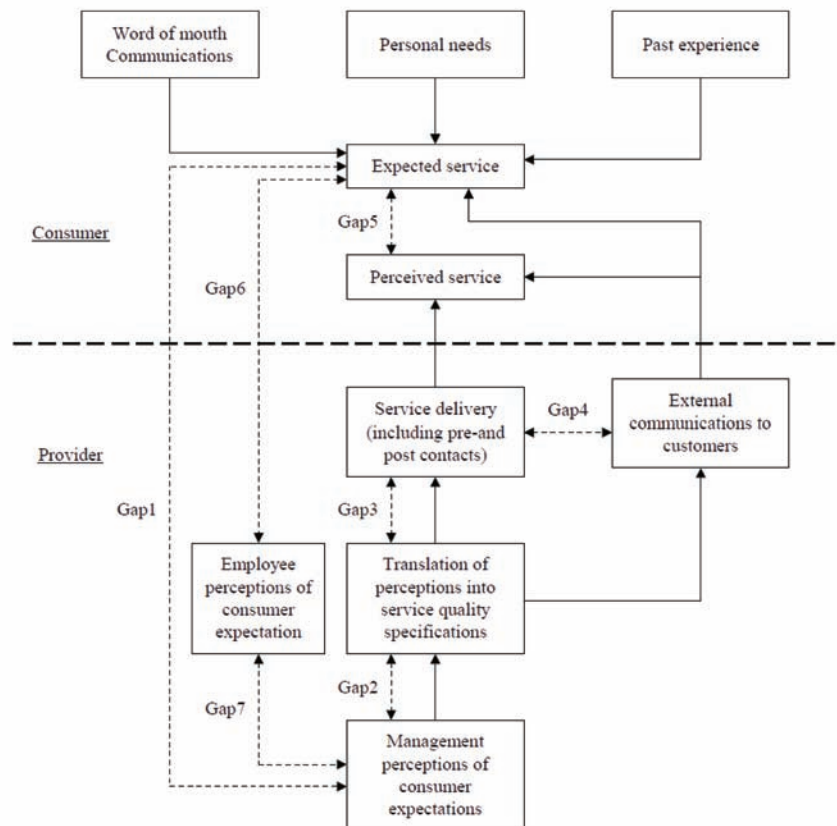 Word of mouth
Communications
Personal needs
Past experience
Expected service
Gap5
Consumer
Perceived service
Gap6
Service delivery
(including pre-and
post contacts)
Gap4
External
communications to
customers
Provider
Gap1
Gap3
Employee
perceptions of
consumer
expectation
Translation of
perceptions into
service quality
specifications
Gap2
Gap7
Management
perceptions of
consumer
expectations